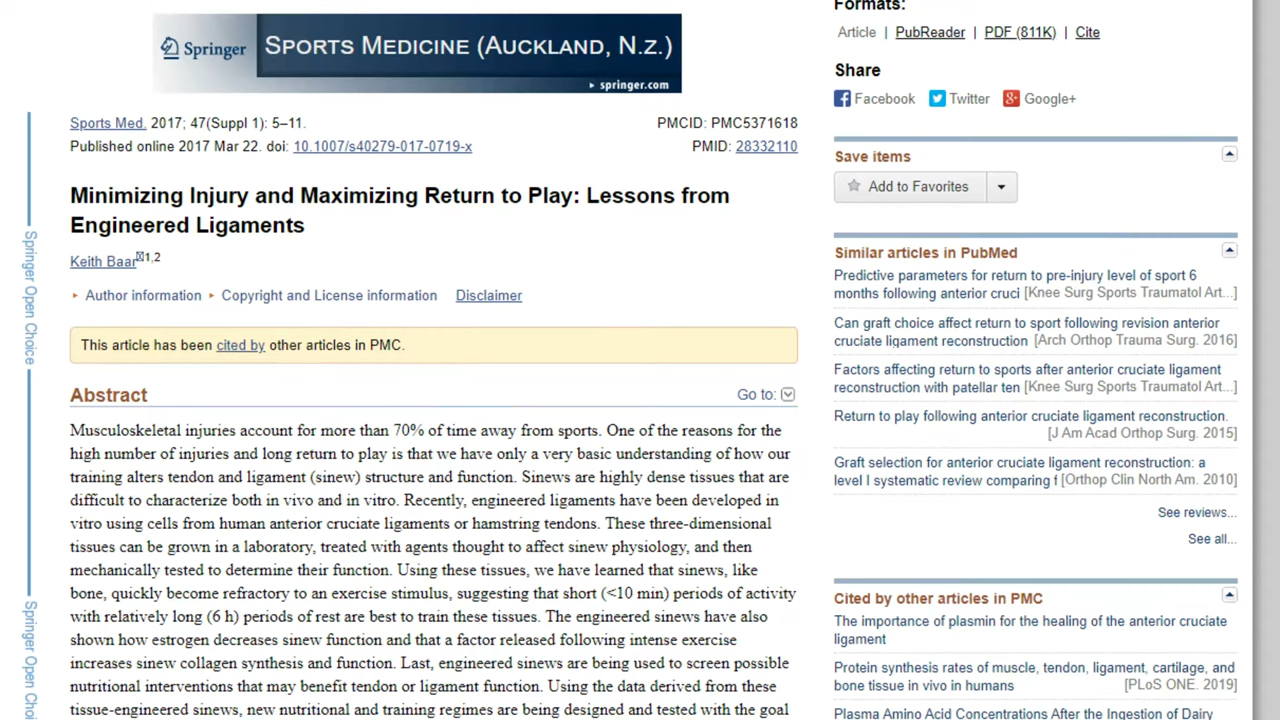 Springer
SPORTS MEDICINE (AUCKLAND, N.Z.)
▸ springer.com
Sports Med. 2017; 47(Suppl 1): 5–11.
PMCID: PMC5371618
Published online 2017 Mar 22. doi: 10.1007/s40279-017-0719-x
PMID: 28332110
Minimizing Injury and Maximizing Return to Play: Lessons from
Engineered Ligaments
Keith Baar 1,2
▸ Author information ▸ Copyright and License information Disclaimer
This article has been cited by other articles in PMC.
Abstract
Go to:
Musculoskeletal injuries account for more than 70% of time away from sports. One of the reasons for the
high number of injuries and long return to play is that we have only a very basic understanding of how our
training alters tendon and ligament (sinew) structure and function. Sinews are highly dense tissues that are
difficult to characterize both in vivo and in vitro. Recently, engineered ligaments have been developed in
vitro using cells from human anterior cruciate ligaments or hamstring tendons. These three-dimensional
tissues can be grown in a laboratory, treated with agents thought to affect sinew physiology, and then
mechanically tested to determine their function. Using these tissues, we have learned that sinews, like
bone, quickly become refractory to an exercise stimulus, suggesting that short (<10 min) periods of activity
with relatively long (6 h) periods of rest are best to train these tissues. The engineered sinews have also
shown how estrogen decreases sinew function and that a factor released following intense exercise
increases sinew collagen synthesis and function. Last, engineered sinews are being used to screen possible
nutritional interventions that may benefit tendon or ligament function. Using the data derived from these
tissue-engineered sinews, new nutritional and training regimes are being designed and tested with the goal
Springer Open Choice
Springer Open Choi
Formats:
Article | PubReader | PDF (811K) | Cite
Share
Facebook Twitter Google+
Save items
Add to Favorites
Similar articles in PubMed
Predictive parameters for return to pre-injury level of sport 6
months following anterior cruci [Knee Surg Sports Traumatol Art...]
Can graft choice affect return to sport following revision anterior
cruciate ligament reconstruction [Arch Orthop Trauma Surg. 2016]
Factors affecting return to sports after anterior cruciate ligament
reconstruction with patellar ten [Knee Surg Sports Traumatol Art...]
Return to play following anterior cruciate ligament reconstruction.
[J Am Acad Orthop Surg. 2015]
Graft selection for anterior cruciate ligament reconstruction: a
level I systematic review comparing f [Orthop Clin North Am. 2010]
See reviews...
See all...
Cited by other articles in PMC
The importance of plasmin for the healing of the anterior cruciate
ligament
Protein synthesis rates of muscle, tendon, ligament, cartilage, and
bone tissue in vivo in humans [PLoS ONE. 2019]
Plasma Amino Acid Concentrations After the Ingestion of Dairy